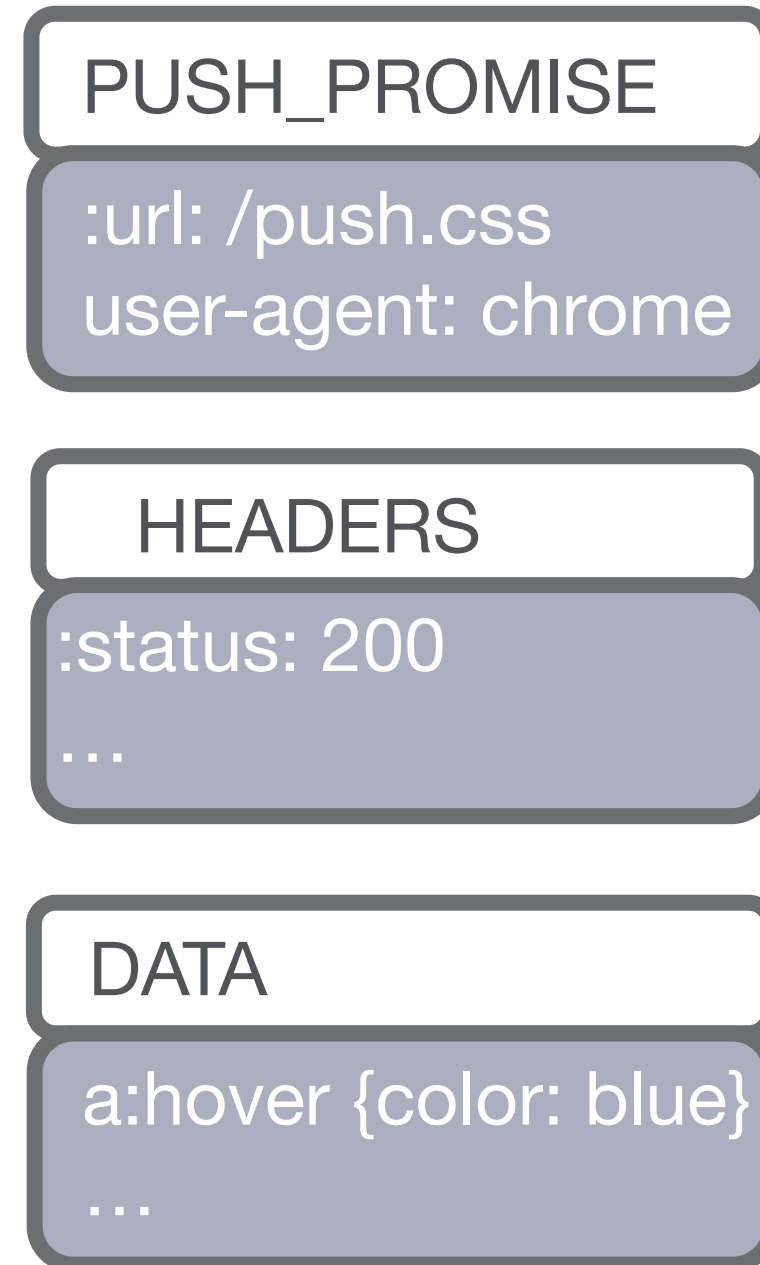 PUSH_PROMISE
:url: /push.css
user-agent: chrome
HEADERS
:status: 200
…
DATA
a:hover {color: blue}
…